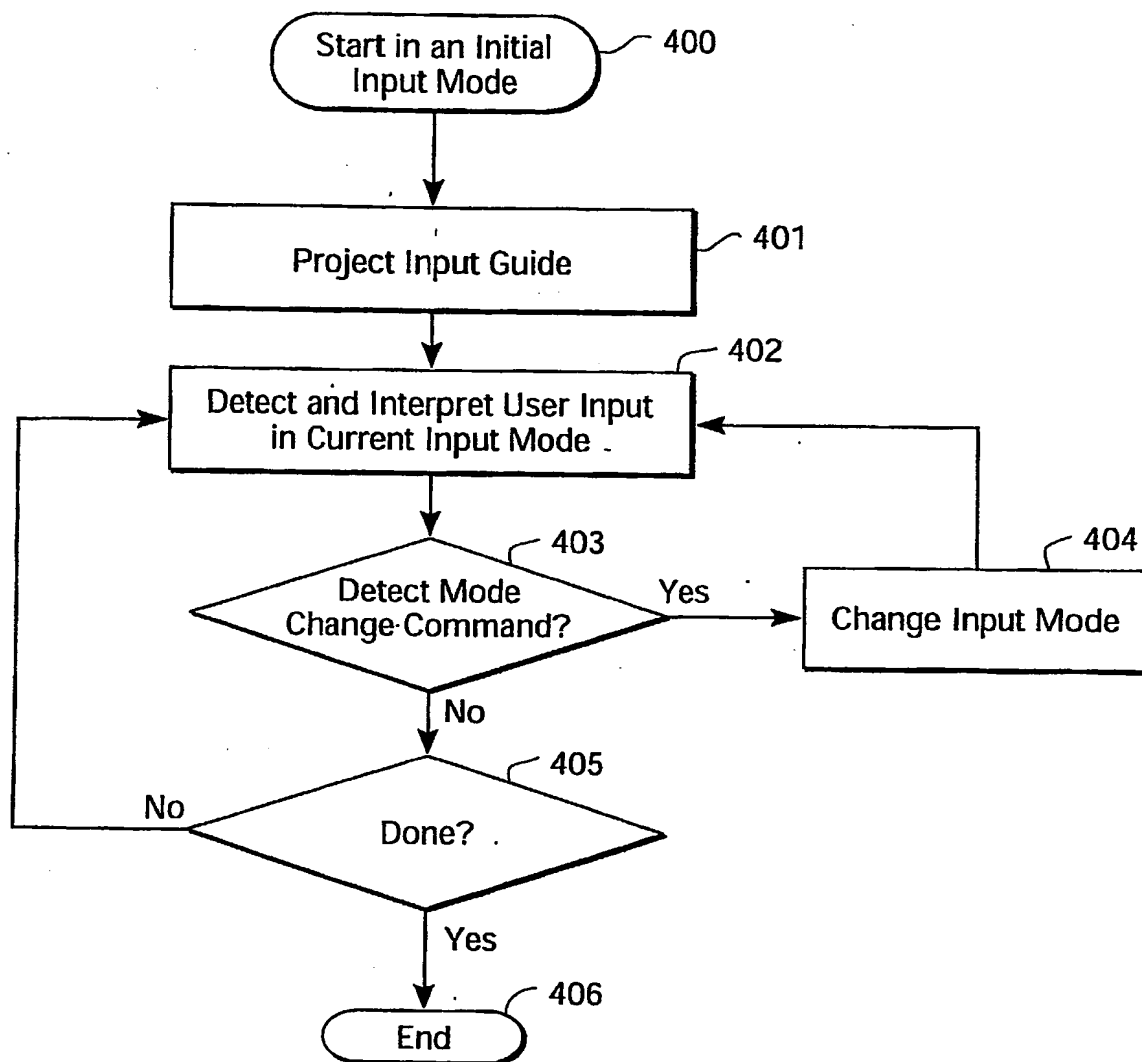 Start in an Initial
Input Mode
400
Project Input Guide
401
402
Detect and Interpret User Input
in Current Input Mode
403
Detect Mode
Change Command?
Yes
404
Change Input Mode
No
405
Done?
No
Yes
406
End